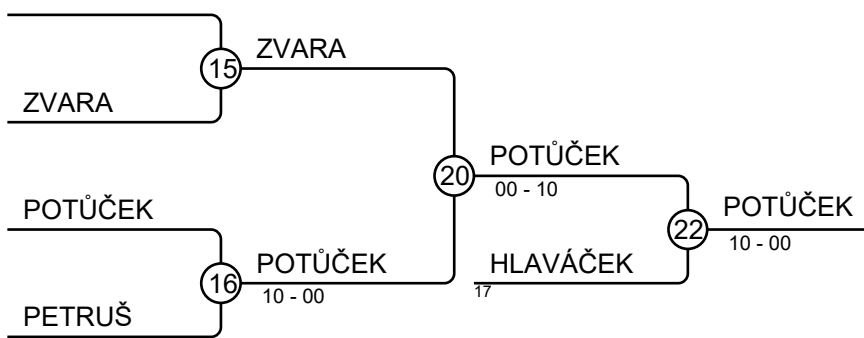 ZVARA
15
ZVARA
POTŮČEK
20
00 - 10
POTŮČEK
POTŮČEK
22
10 - 00
POTŮČEK
16
10 - 00
HLAVÁČEK
17
PETRUŠ